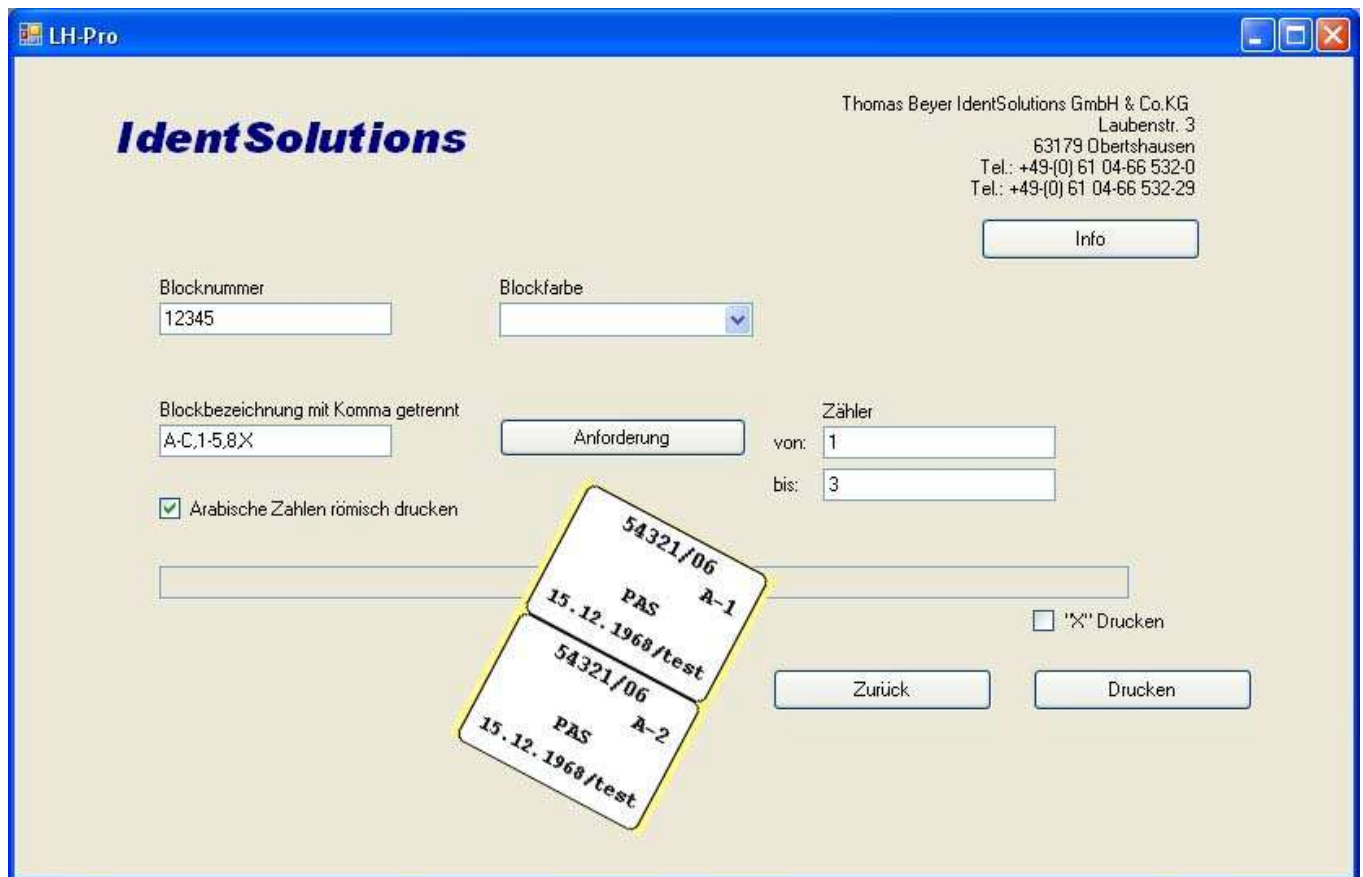 LH-Pro
IdentSolutions
Thomas Beyer IdentSolutions GmbH & Co.KG
Laubenstr. 3
63179 Obertshausen
Tel.: +49-(0) 61 04-66 532-0
Tel.: +49-(0) 61 04-66 532-29
Info
Blocknummer
12345
Blockfarbe
Blockbezeichnung mit Komma getrennt
A-C,1-5,8,X
Anforderung
Zähler
von: 1
bis: 3
Arabische Zahlen römisch drucken
54321/06
A-1
PAS
15.12.1968/test
54321/06
A-2
PAS
15.12.1968/test
"X" Drucken
Zurück
Drucken